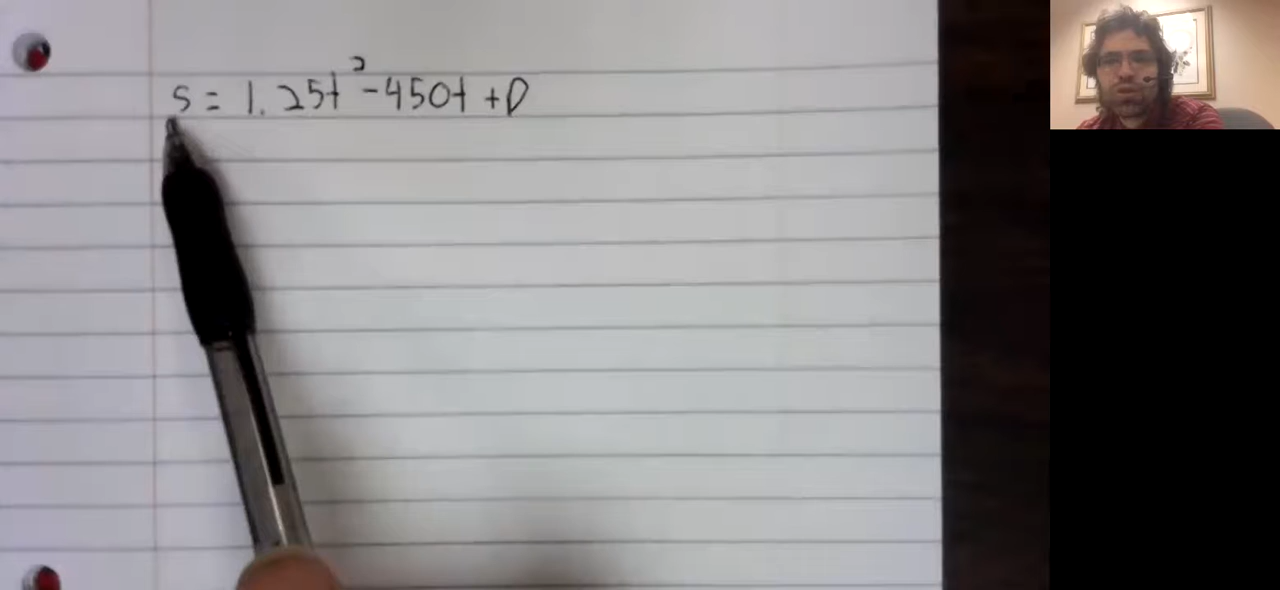 s = 1.25t² - 450t + D